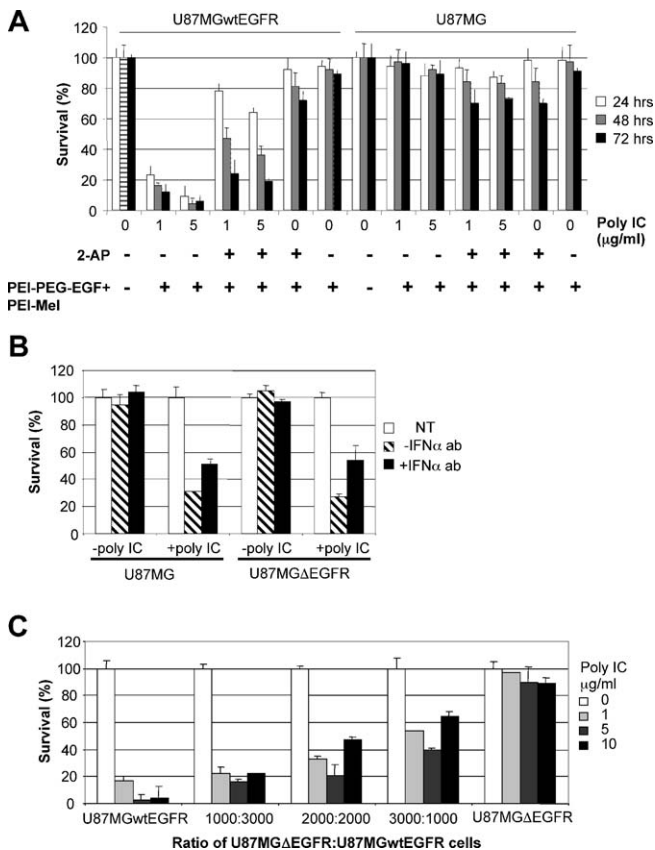 A
U87MGwtEGFR U87MG
Survival (%)
120
100
80
60
40
20
0
24 hrs
48 hrs
72 hrs
0 1 5 1 5 0 0 0 1 5 1 5 0 0 Poly IC
(µg/ml)
2-AP - - - + + + - - - - + + + -
PEI-PEG-EGF+ - + + + + + + - + + + + + +
PEI-Mel
B
Survival (%)
120
100
80
60
40
20
0
NT
-IFNα ab
+IFNα ab
-poly IC +poly IC -poly IC +poly IC
U87MG U87MGΔEGFR
C
Survival (%)
120
100
80
60
40
20
0
Poly IC
µg/ml
0
1
5
10
U87MGwtEGFR 1000:3000 2000:2000 3000:1000 U87MGΔEGFR
Ratio of U87MGΔEGFR:U87MGwtEGFR cells